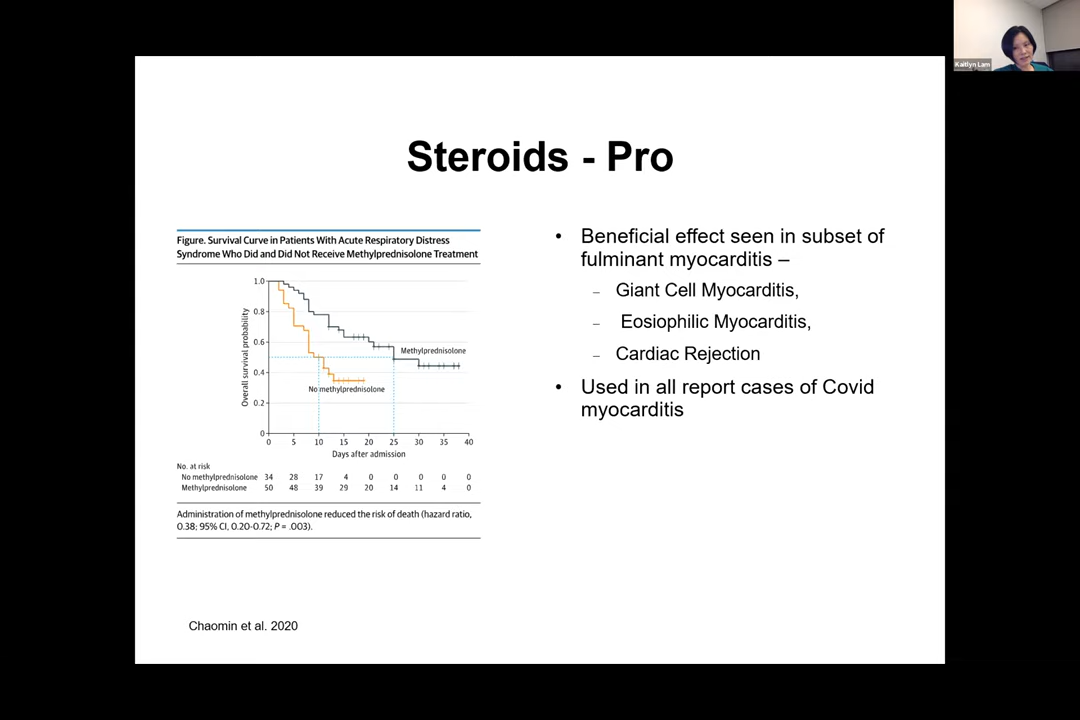 Kaitlyn Lam
Steroids - Pro
Figure. Survival Curve in Patients With Acute Respiratory Distress
Syndrome Who Did and Did Not Receive Methylprednisolone Treatment
1.0
0.8
0.6
0.4
0.2
0
Overall survival probability
Methylprednisolone
No methylprednisolone
0 5 10 15 20 25 30 35 40
Days after admission
No. at risk
No methylprednisolone 34 28 17 4 0 0 0 0 0
Methylprednisolone 50 48 39 29 20 14 11 4 0
Administration of methylprednisolone reduced the risk of death (hazard ratio,
0.38; 95% CI, 0.20-0.72; P = .003).
• Beneficial effect seen in subset of
fulminant myocarditis –
– Giant Cell Myocarditis,
– Eosiophilic Myocarditis,
– Cardiac Rejection
• Used in all report cases of Covid
myocarditis
Chaomin et al. 2020